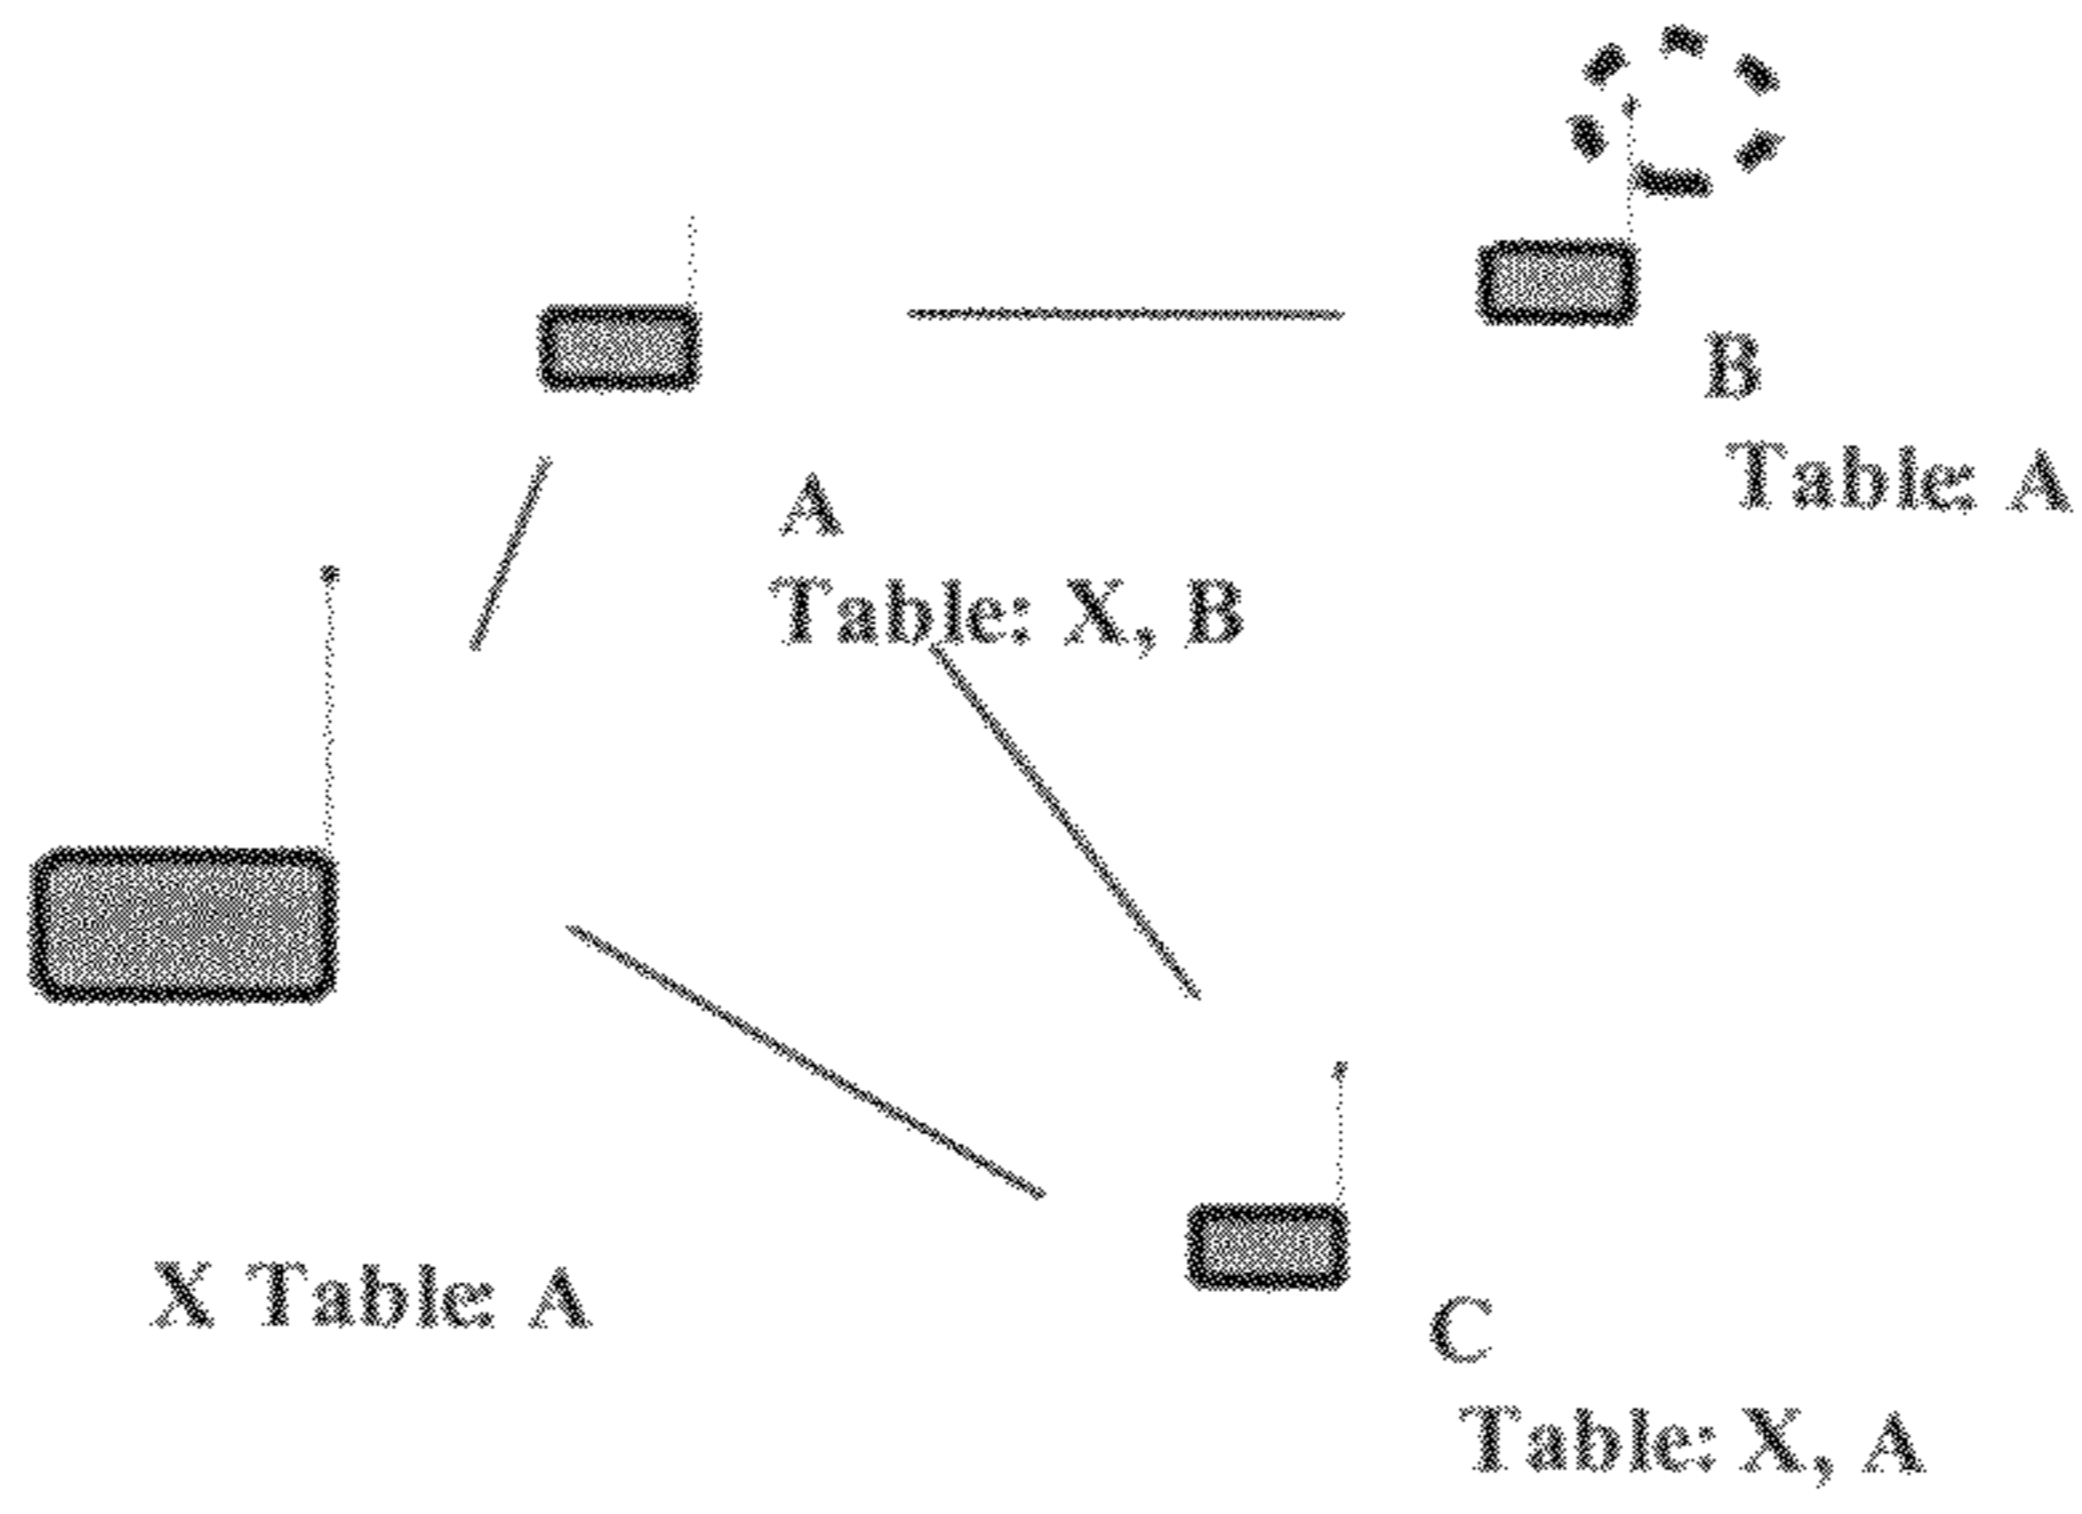 B
Table: A
A
Table: X, B
X Table: A
C
Table: X, A